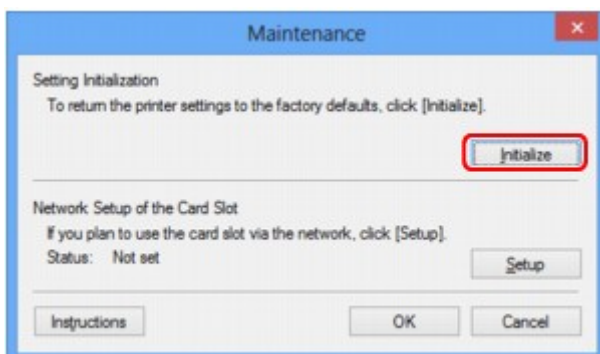 Maintenance
Setting Initialization
To return the printer settings to the factory defaults, click [Initialize].
Initialize
Network Setup of the Card Slot
If you plan to use the card slot via the network, click [Setup].
Status: Not set
Setup
Instructions OK Cancel